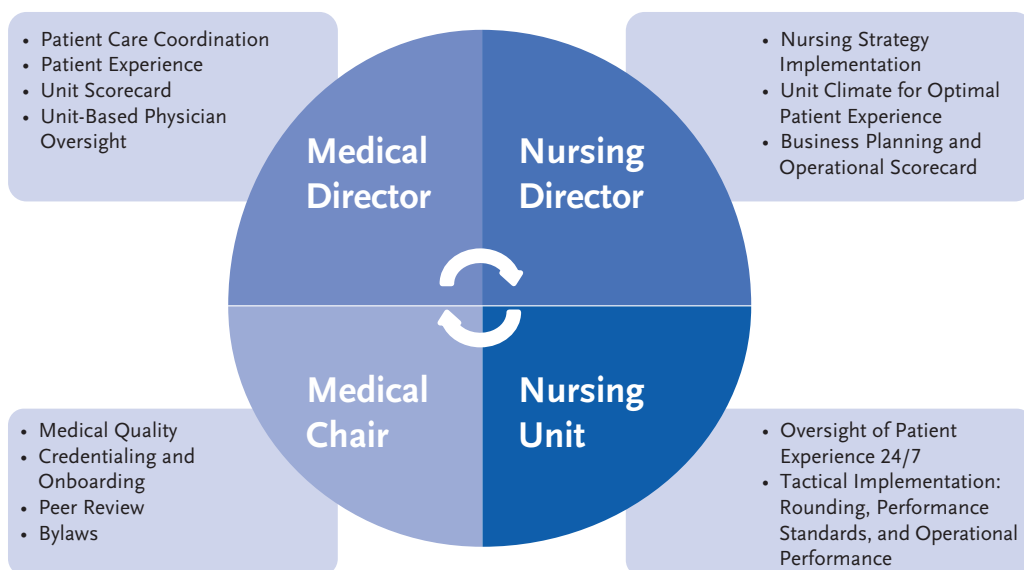 • Patient Care Coordination
• Patient Experience
• Unit Scorecard
• Unit-Based Physician
Oversight
• Nursing Strategy
Implementation
• Unit Climate for Optimal
Patient Experience
• Business Planning and
Operational Scorecard
Medical
Director
Nursing
Director
Medical
Chair
Nursing
Unit
• Medical Quality
• Credentialing and
Onboarding
• Peer Review
• Bylaws
• Oversight of Patient
Experience 24/7
• Tactical Implementation:
Rounding, Performance
Standards, and Operational
Performance